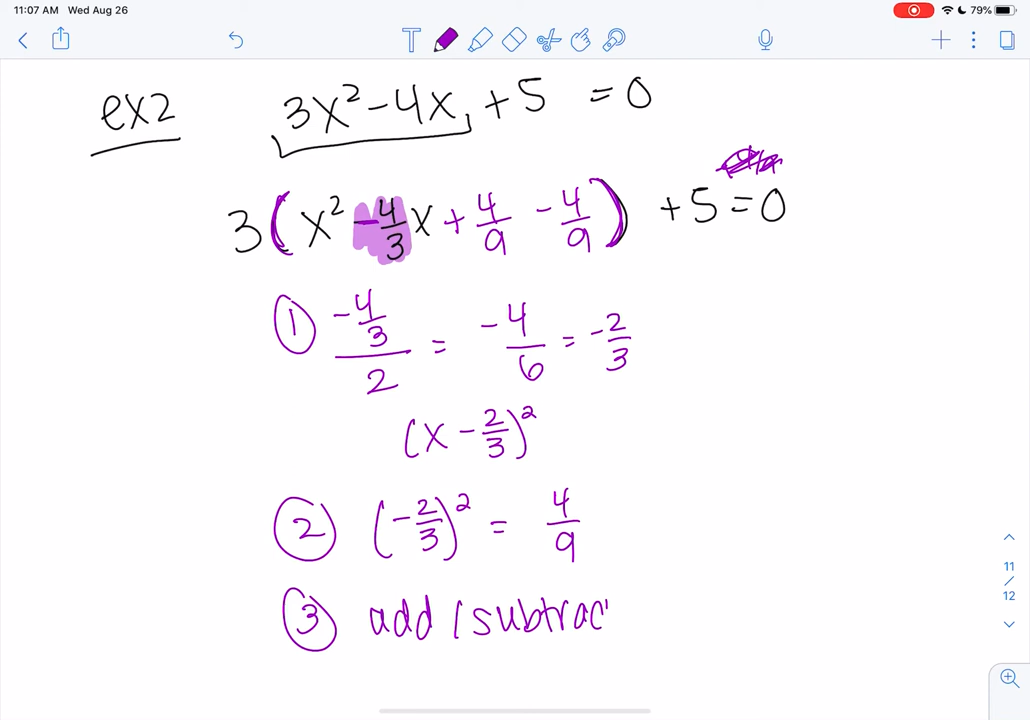 11:07 AM Wed Aug 26
79%
T
ex2 3x² - 4x + 5 = 0
3(x² - 4/3 x + 4/9 - 4/9) + 5 = 0
① (-4/3)/2 = -4/6 = -2/3
(x - 2/3)²
② (-2/3)² = 4/9
③ add / subtrac
11
/
12